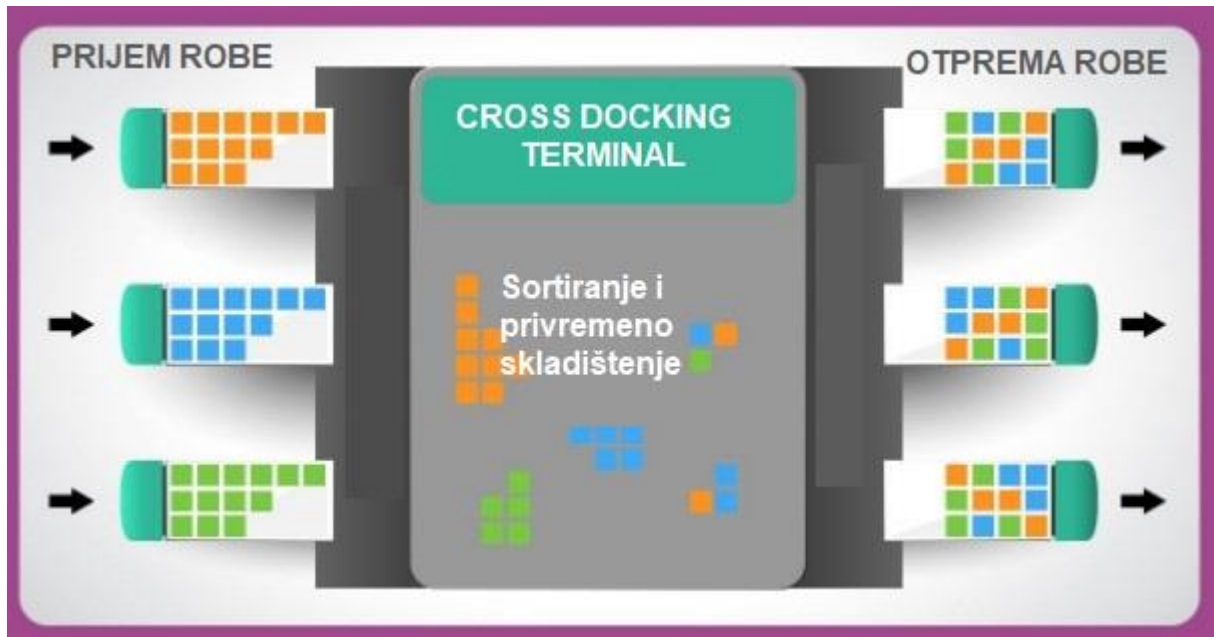 PRIJEM ROBE
OTPREMA ROBE
CROSS DOCKING
TERMINAL
Sortiranje i
privremeno
skladištenje